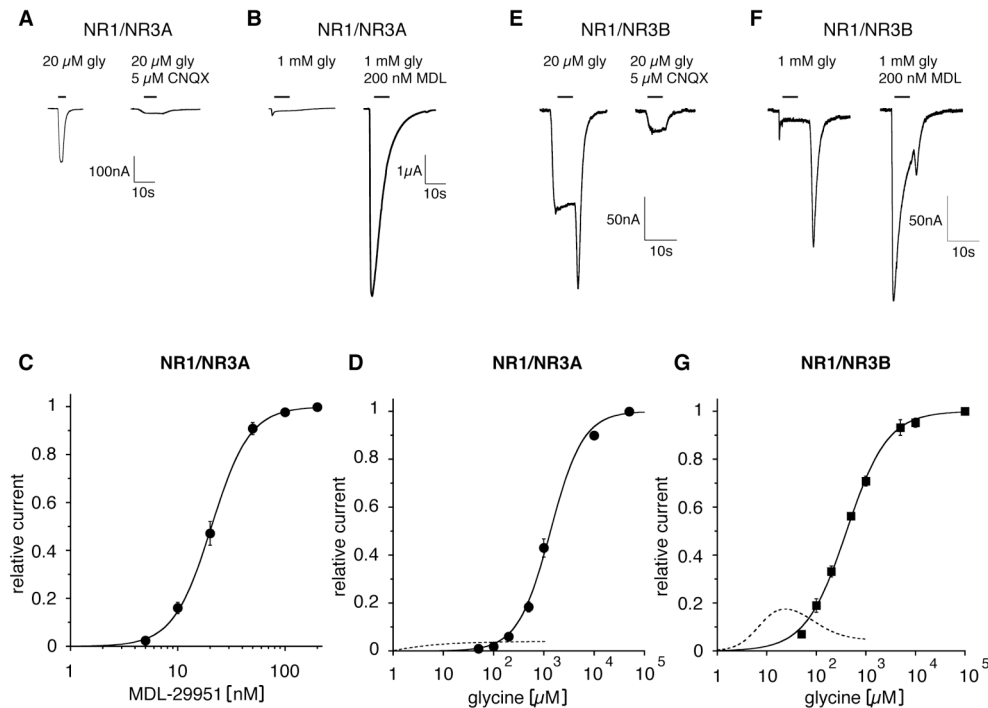 A
NR1/NR3A
20 µM gly
20 µM gly
5 µM CNQX
100nA
10s
B
NR1/NR3A
1 mM gly
1 mM gly
200 nM MDL
1µA
10s
E
NR1/NR3B
20 µM gly
20 µM gly
5 µM CNQX
50nA
10s
F
NR1/NR3B
1 mM gly
1 mM gly
200 nM MDL
50nA
10s
C
NR1/NR3A
relative current
1
0.8
0.6
0.4
0.2
0
1
10
100
MDL-29951 [nM]
D
NR1/NR3A
relative current
1
0.8
0.6
0.4
0.2
0
1
10
10²
10³
10⁴
10⁵
glycine [µM]
G
NR1/NR3B
relative current
1
0.8
0.6
0.4
0.2
0
1
10
10²
10³
10⁴
10⁵
glycine [µM]